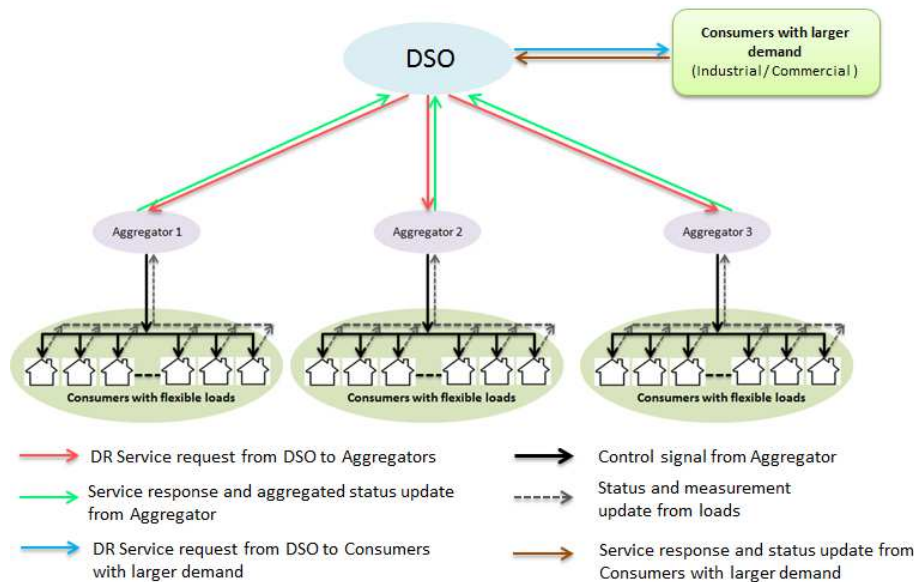 DSO
Consumers with larger
demand
(Industrial/Commercial)
Aggregator 1
Aggregator 2
Aggregator 3
Consumers with flexible loads
Consumers with flexible loads
Consumers with flexible loads
DR Service request from DSO to Aggregators
Service response and aggregated status update
from Aggregator
DR Service request from DSO to Consumers
with larger demand
Control signal from Aggregator
Status and measurement
update from loads
Service response and status update from
Consumers with larger demand